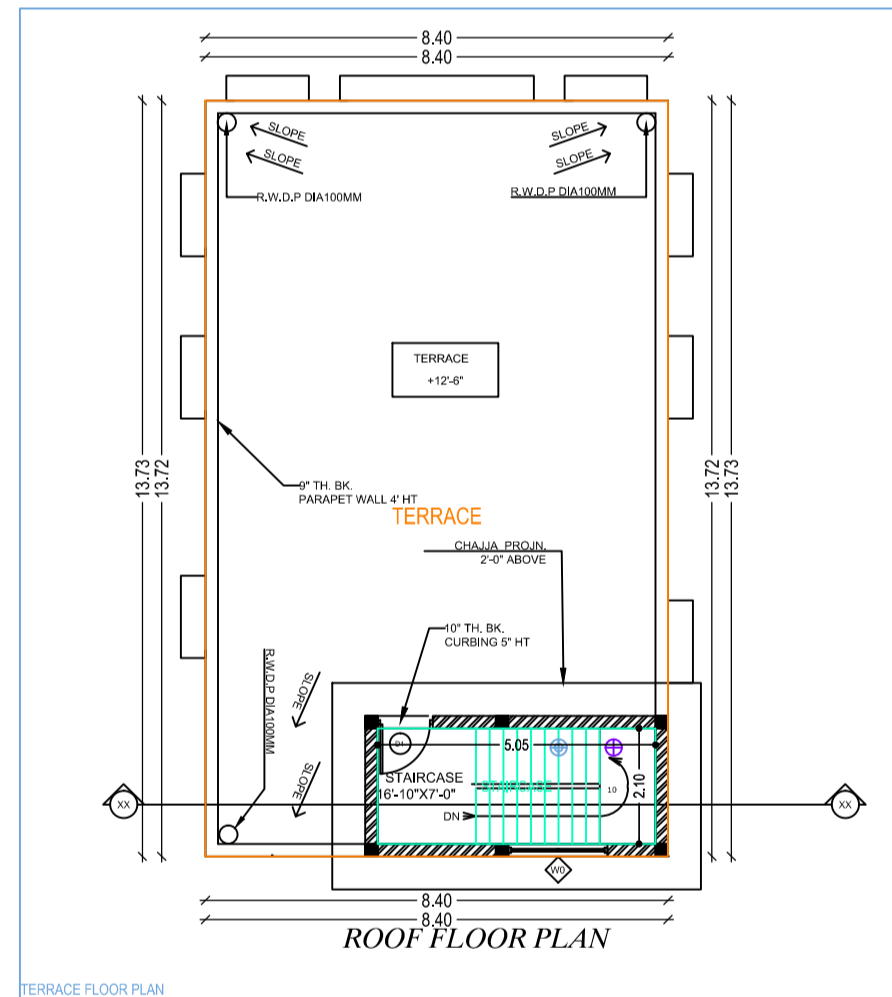 8.40
8.40
SLOPE
SLOPE
SLOPE
SLOPE
R.W.D.P DIA100MM
R.W.D.P DIA100MM
TERRACE
+12'-6"
13.73
13.72
13.72
13.73
9" TH. BK.
PARAPET WALL 4' HT
TERRACE
CHAJJA PROJN.
2'-0" ABOVE
10" TH. BK.
CURBING 5" HT
R.W.D.P DIA100MM
SLOPE
SLOPE
D1
5.05
2.10
STAIRCASE
16'-10"X7'-0"
STAIRCASE
10
DN
XX
XX
W0
8.40
8.40
ROOF FLOOR PLAN
TERRACE FLOOR PLAN